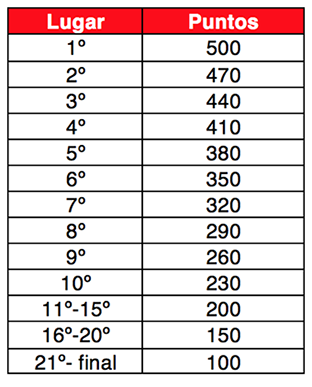 Lugar Puntos
1º 500
2º 470
3º 440
4º 410
5º 380
6º 350
7º 320
8º 290
9º 260
10º 230
11º-15º 200
16º-20º 150
21º- final 100